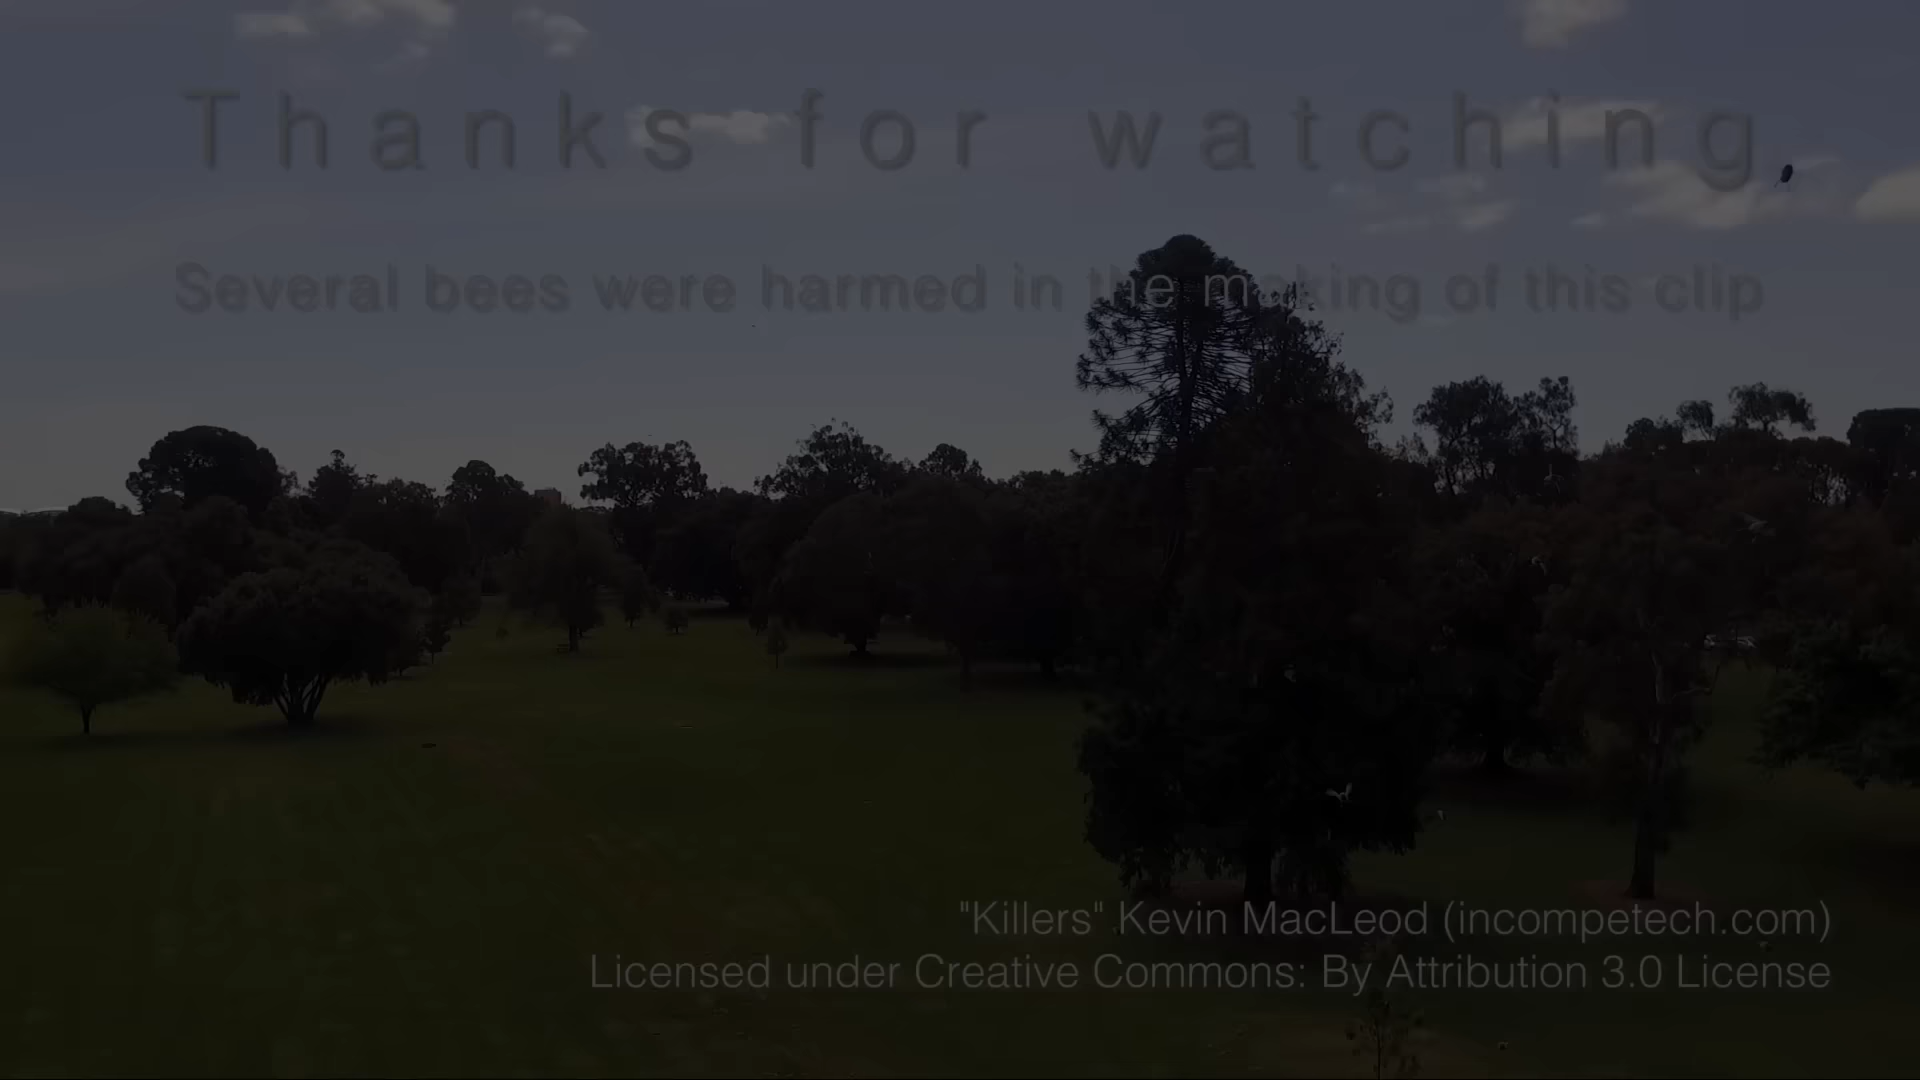 Thanks for watching
Several bees were harmed in the making of this clip
"Killers" Kevin MacLeod (incompetech.com)
Licensed under Creative Commons: By Attribution 3.0 License